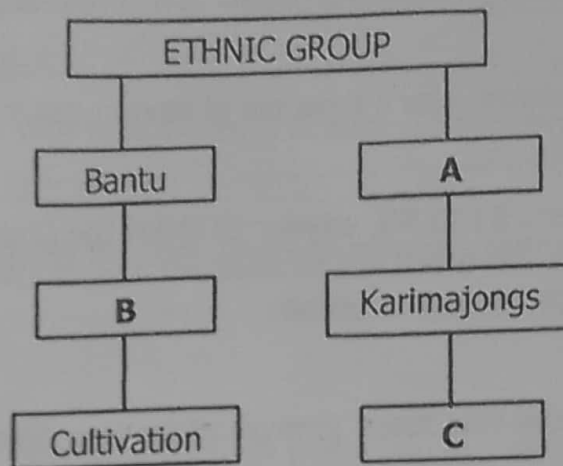 ETHNIC GROUP
Bantu
A
B
Karimajongs
Cultivation
C